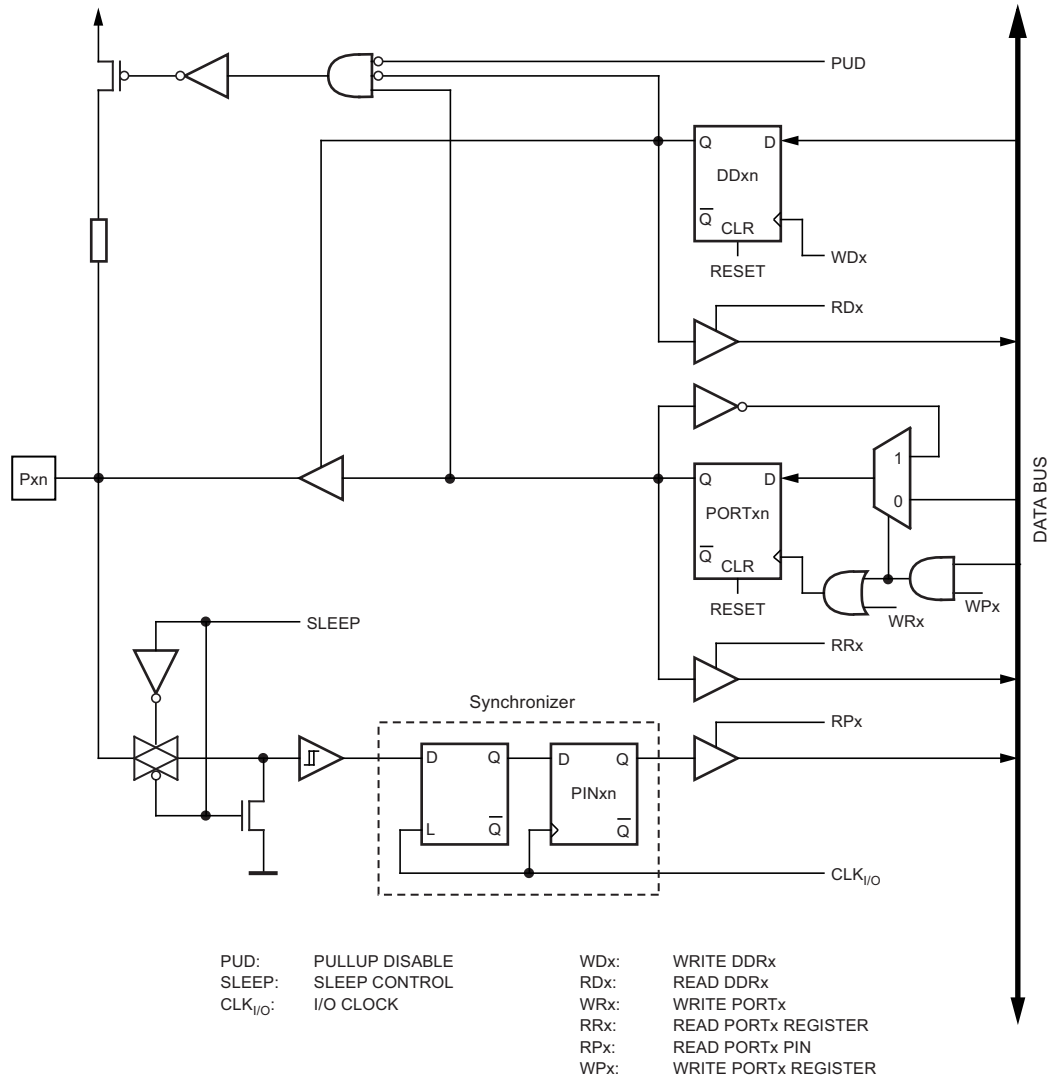 PUD
Q D
DDxn
Q
CLR
RESET
WDx
RDx
1
0
Pxn
Q D
PORTxn
Q
CLR
RESET
WRx
WPx
DATA BUS
SLEEP
RRx
Synchronizer
RPx
D Q
L Q
D Q
PINxn
Q
CLK I/O
PUD: PULLUP DISABLE
SLEEP: SLEEP CONTROL
CLK I/O: I/O CLOCK
WDx: WRITE DDRx
RDx: READ DDRx
WRx: WRITE PORTx
RRx: READ PORTx REGISTER
RPx: READ PORTx PIN
WPx: WRITE PORTx REGISTER